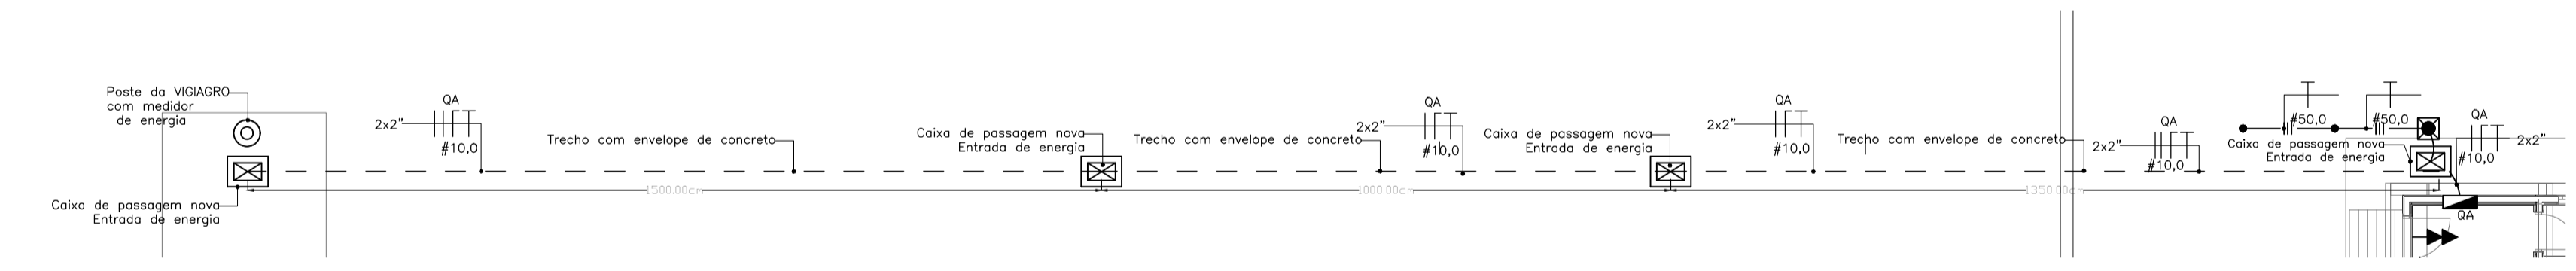 Poste da VIGIAGRO
com medidor
de energia
Caixa de passagem nova
Entrada de energia
QA
2x2"
#10,0
Trecho com envelope de concreto
1500.00cm
Caixa de passagem nova
Entrada de energia
Trecho com envelope de concreto
QA
2x2"
#10,0
1000.00cm
Caixa de passagem nova
Entrada de energia
QA
2x2"
#10,0
Trecho com envelope de concreto
1350.00cm
QA
2x2"
#10,0
#50,0
#50,0
Caixa de passagem nova
Entrada de energia
QA
2x2"
#10,0
QA